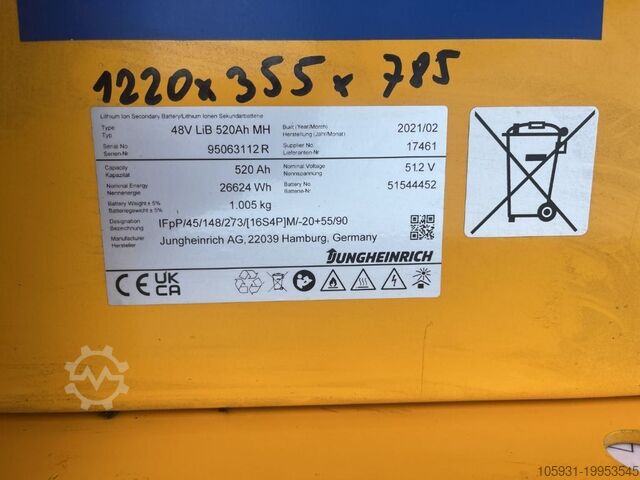 1220 x 355 x 785
Lithium Ion Secondary Battery/Lithium Ionen Sekundärbatterie
Type
Typ
48V LiB 520Ah MH
Built (Year/Month)
Herstellung (Jahr/Monat)
2021/02
Serial No
Serien-Nr
95063112 R
Supplier No
Lieferanten-Nr
17461
Capacity
Kapazität
520 Ah
Nominal Voltage
Nennspannung
51.2 V
Nominal Energy
Nennenergie
26624 Wh
Battery No
Batterie-Nr
51544452
Battery Weight ± 5%
Batteriegewicht ± 5%
1.005 kg
Designation
Bezeichnung
IFpP/45/148/273/[16S4P]M/-20+55/90
Manufacturer
Hersteller
Jungheinrich AG, 22039 Hamburg, Germany
JUNGHEINRICH
CE UK
CA
105931-19953545